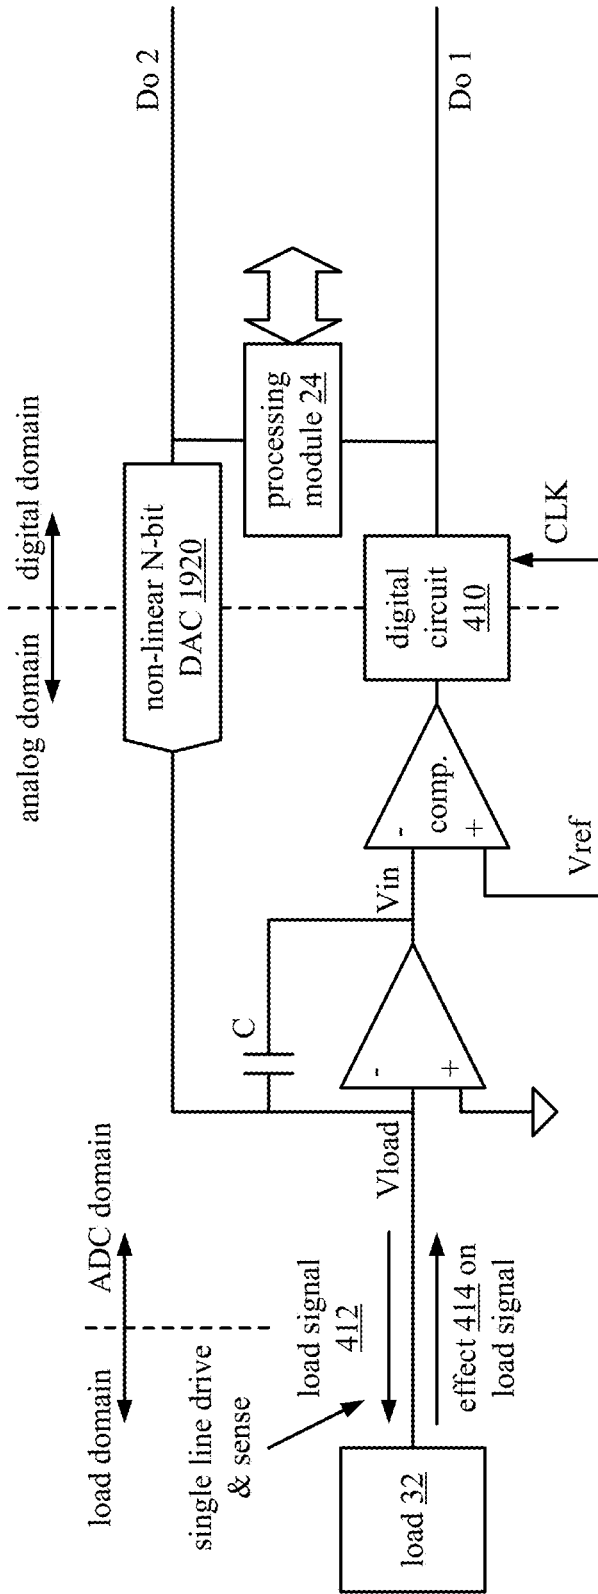 load domain
ADC domain
analog domain
digital domain
single line drive
& sense
load signal
412
effect 414 on
load signal
load 32
Vload
C
-
+
Vin
Vref
-
comp.
+
non-linear N-bit
DAC 1920
digital
circuit
410
CLK
processing
module 24
Do 2
Do 1